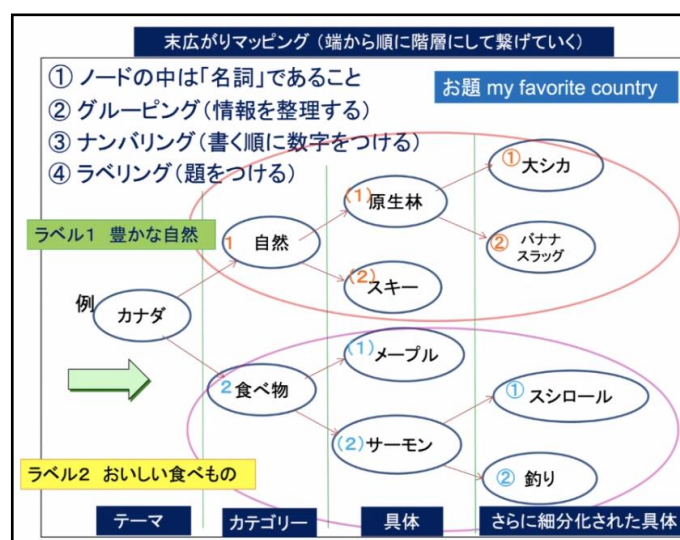 末広がりマッピング（端から順に階層にして繋げていく）
① ノードの中は「名詞」であること
お題 my favorite country
② グルーピング（情報を整理する）
③ ナンバリング（書く順に数字をつける）
④ ラベリング（題をつける）
ラベル１ 豊かな自然
例
カナダ
1 自然
(1) 原生林
① 大シカ
② バナナ
スラッグ
(2) スキー
2 食べ物
(1) メープル
(2) サーモン
① スシロール
② 釣り
ラベル２ おいしい食べもの
テーマ
カテゴリー
具体
さらに細分化された具体